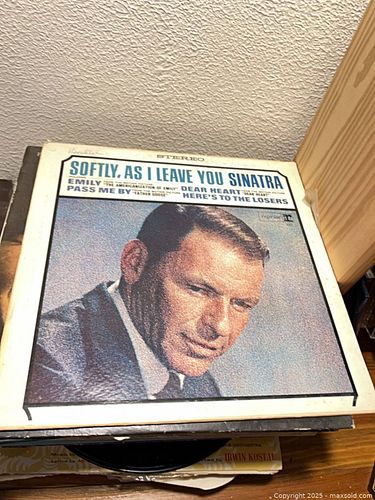 STEREO
SOFTLY, AS I LEAVE YOU SINATRA
EMILY "THE AMERICANIZATION OF EMILY" DEAR HEART "DEAR HEART"
PASS ME BY "FATHER GOOSE" HERE'S TO THE LOSERS
reprise
IRWIN KOSTAL
Copyright 2025 - maxsold.com